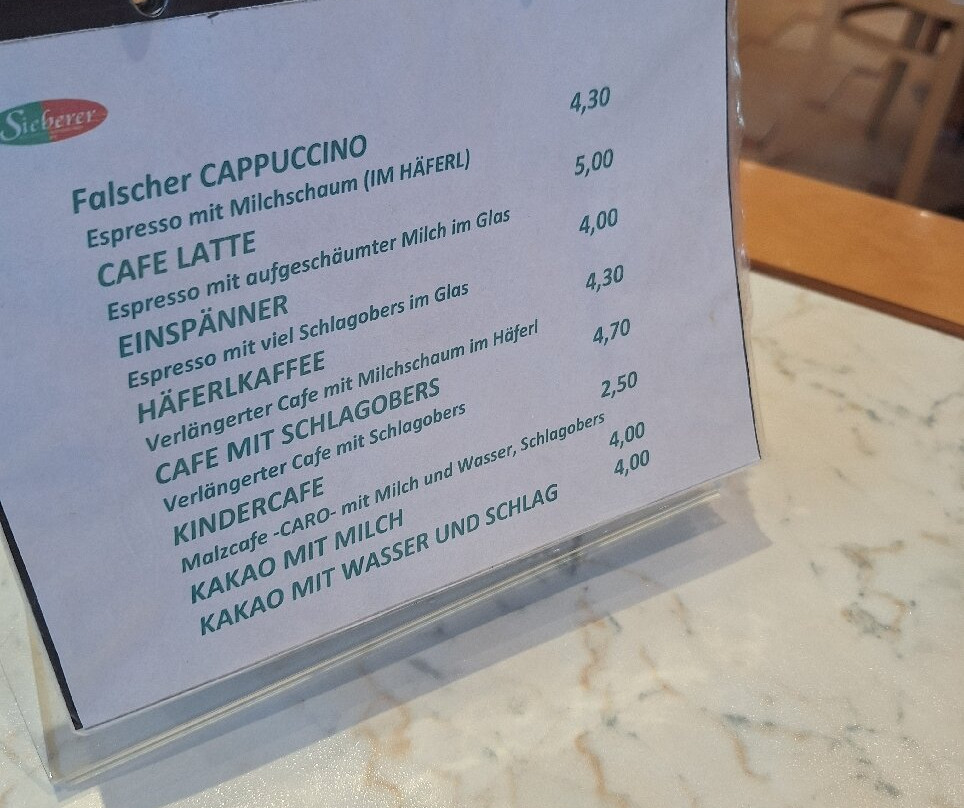 Sieberer
Falscher CAPPUCCINO 4,30
Espresso mit Milchschaum (IM HÄFERL)
CAFE LATTE 5,00
Espresso mit aufgeschäumter Milch im Glas
EINSPÄNNER 4,00
Espresso mit viel Schlagobers im Glas
HÄFERLKAFFEE 4,30
Verlängerter Cafe mit Milchschaum im Häferl
CAFE MIT SCHLAGOBERS 4,70
Verlängerter Cafe mit Schlagobers
KINDERCAFE 2,50
Malzcafe -CARO- mit Milch und Wasser, Schlagobers
KAKAO MIT MILCH 4,00
KAKAO MIT WASSER UND SCHLAG 4,00